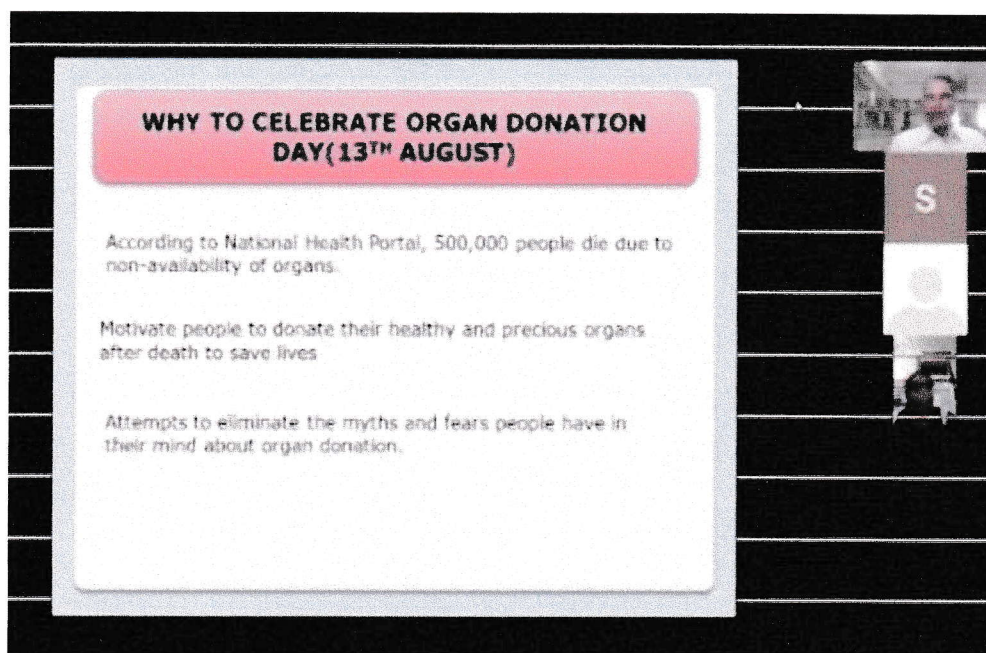 WHY TO CELEBRATE ORGAN DONATION
DAY(13TH AUGUST)
According to National Health Portal, 500,000 people die due to
non-availability of organs.
Motivate people to donate their healthy and precious organs
after death to save lives
Attempts to eliminate the myths and fears people have in
their mind about organ donation.
S